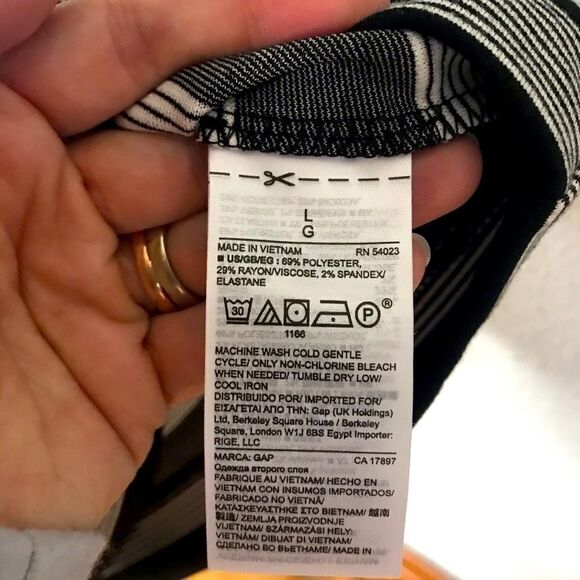 L
G
MADE IN VIETNAM RN 54023
■ US/GB/EG : 69% POLYESTER,
29% RAYON/VISCOSE, 2% SPANDEX/
ELASTANE
30 P ®
1166
MACHINE WASH COLD GENTLE
CYCLE/ ONLY NON-CHLORINE BLEACH
WHEN NEEDED/ TUMBLE DRY LOW/
COOL IRON
DISTRIBUIDO POR/ IMPORTED FOR/
ΕΙΣΑΓΕΤΑΙ ΑΠΟ ΤΗΝ: Gap (UK Holdings)
Ltd, Berkeley Square House / Berkeley
Square, London W1J 6BS Egypt Importer:
RIGE, LLC
MARCA: GAP CA 17897
Одежда второго слоя
FABRIQUE AU VIETNAM/ HECHO EN
VIETNAM CON INSUMOS IMPORTADOS/
FABRICADO NO VIETNÃ/
ΚΑΤΑΣΚΕΥΑΣΤΗΚΕ ΣΤΟ ΒΙΕΤΝΑΜ/ 越南
製造/ ZEMLJA PROIZVODNJE
VIJETNAM/ SZÁRMAZÁSI HELY:
VIETNÁM/ DIBUAT DI VIETNAM/
СДЕЛАНО ВО ВЬЕТНАМЕ/ MADE IN